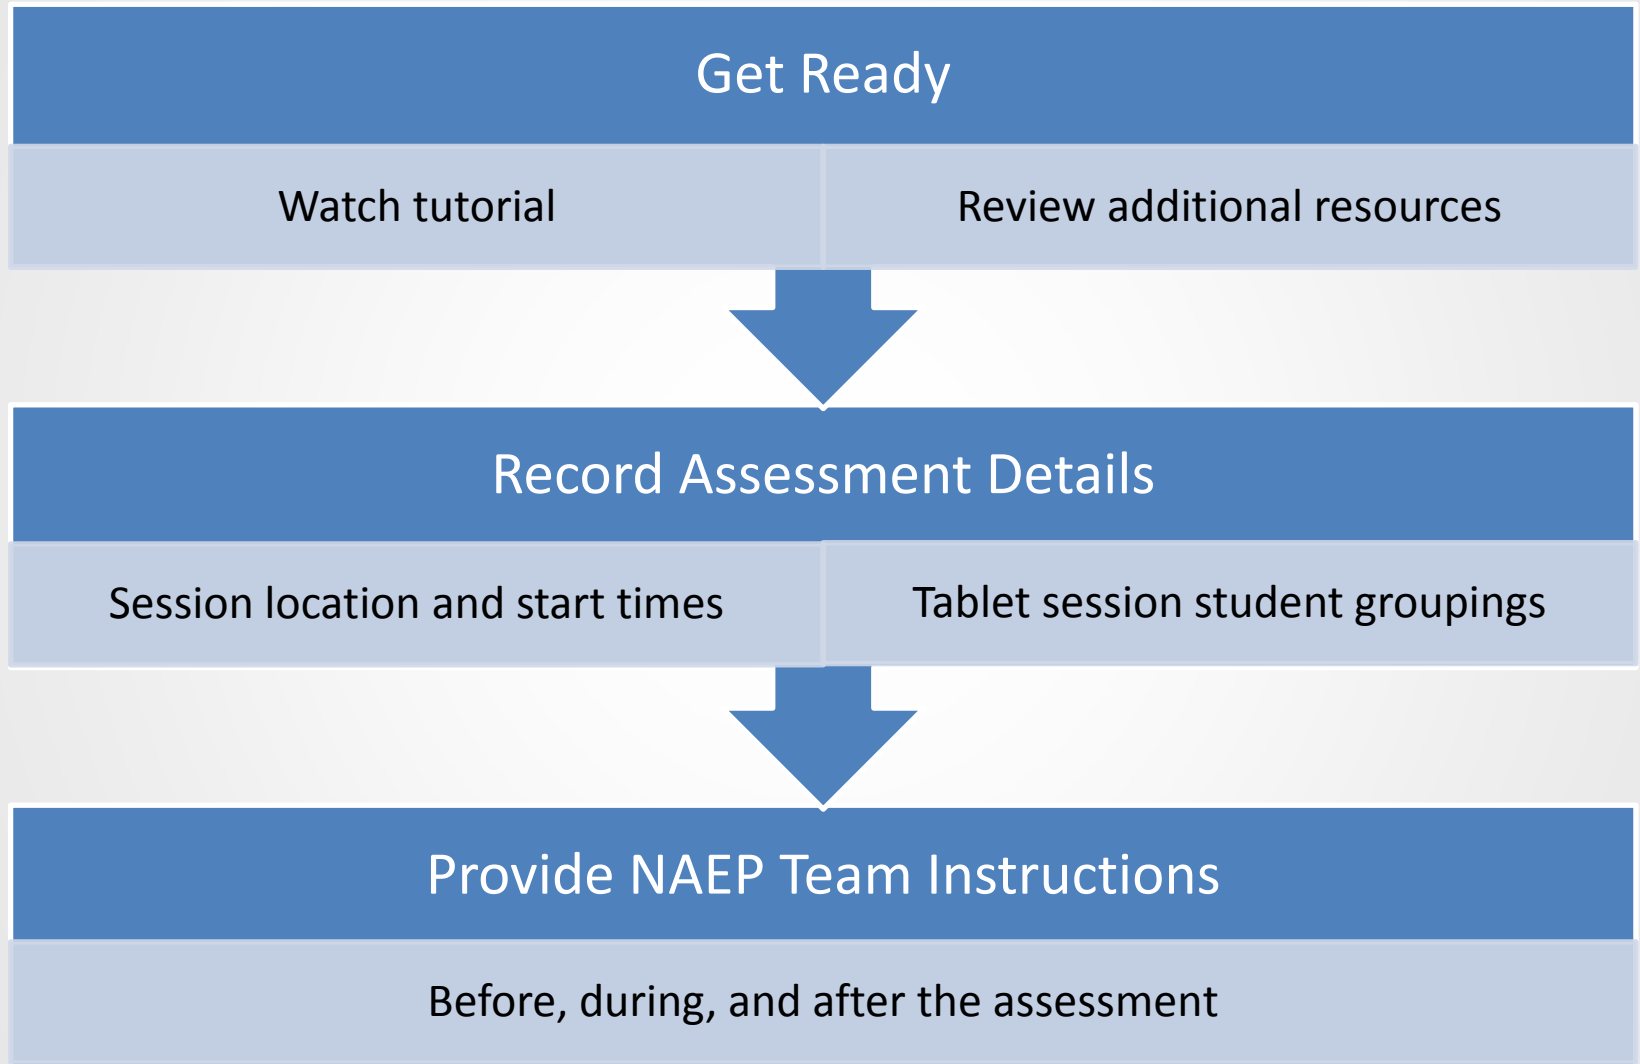 Get Ready
Watch tutorial
Review additional resources
Record Assessment Details
Session location and start times
Tablet session student groupings
Provide NAEP Team Instructions
Before, during, and after the assessment